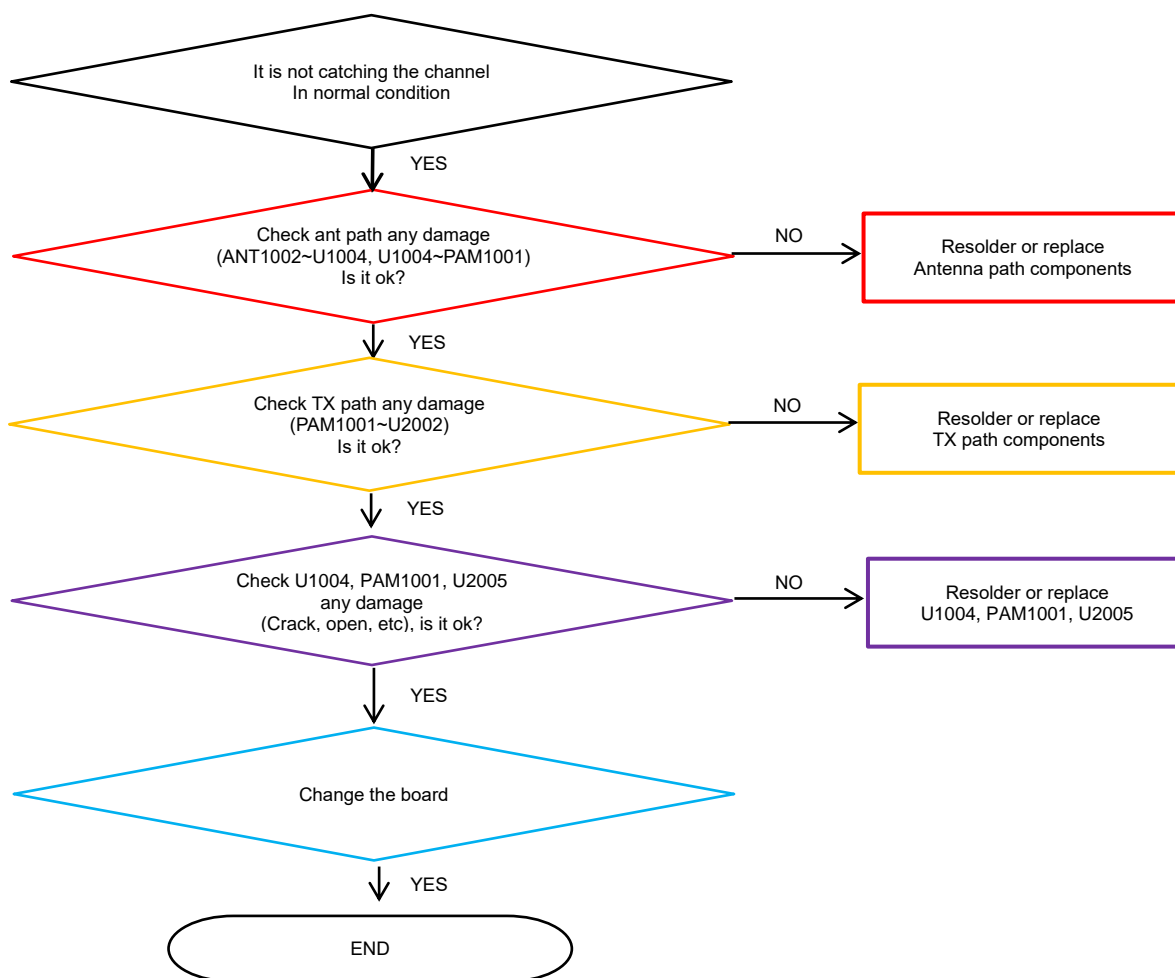 It is not catching the channel
In normal condition
YES
Check ant path any damage
(ANT1002~U1004, U1004~PAM1001)
Is it ok?
NO
Resolder or replace
Antenna path components
YES
Check TX path any damage
(PAM1001~U2002)
Is it ok?
NO
Resolder or replace
TX path components
YES
Check U1004, PAM1001, U2005
any damage
(Crack, open, etc), is it ok?
NO
Resolder or replace
U1004, PAM1001, U2005
YES
Change the board
YES
END